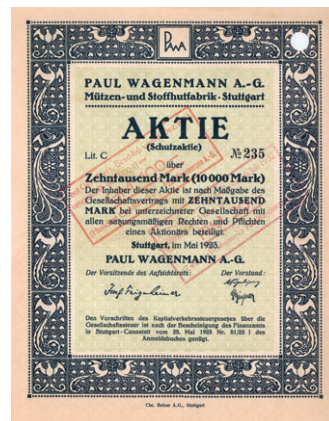 PWA
PAUL WAGENMANN A.-G.
Mützen- und Stoffhutfabrik - Stuttgart
AKTIE
(Schutzaktie)
Lit. C № 235
über
Zehntausend Mark (10 000 Mark)
Der Inhaber dieser Aktie ist nach Maßgabe des
Gesellschaftsvertrags mit ZEHNTAUSEND
MARK bei unterzeichneter Gesellschaft mit
allen satzungsmäßigen Rechten und Pflichten
eines Aktionärs beteiligt.
Stuttgart, im Mai 1923.
PAUL WAGENMANN A.-G.
Der Vorsitzende des Aufsichtsrats: Der Vorstand:
Den Vorschriften des Kapitalverkehrssteuergesetzes über die
Gesellschaftssteuer ist nach der Bescheinigung des Finanzamts
in Stuttgart-Cannstatt vom 28. Mai 1923 Nr. 81/23 I des
Anmeldebuches genügt.
Chr. Belser A.G., Stuttgart